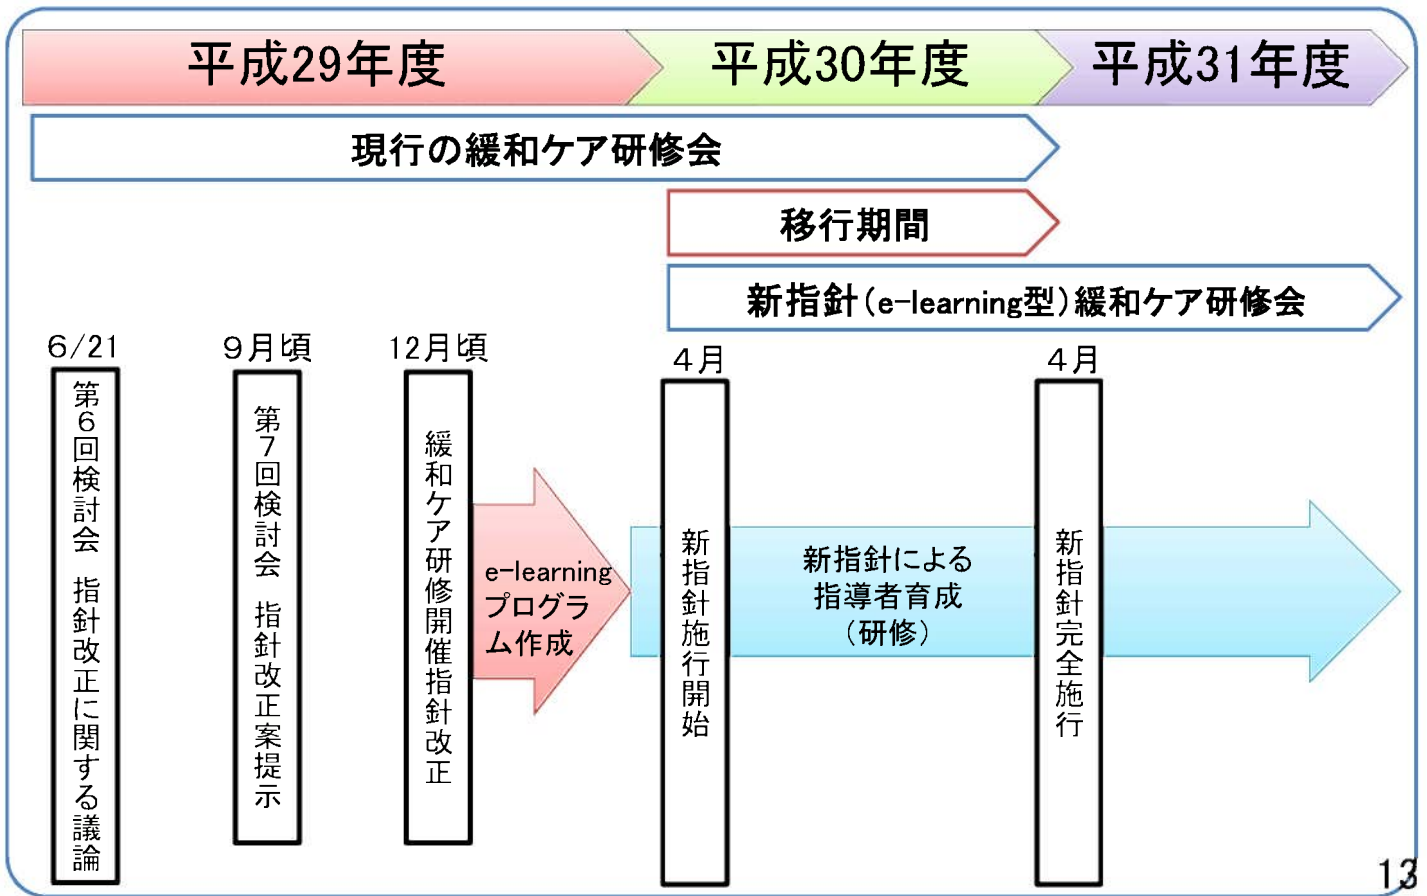 平成29年度
平成30年度
平成31年度
現行の緩和ケア研修会
移行期間
新指針(e-learning型)緩和ケア研修会
6/21
第6回検討会 指針改正に関する議論
9月頃
第7回検討会 指針改正案提示
12月頃
緩和ケア研修開催指針改正
e-learning
プログラ
ム作成
4月
新指針施行開始
新指針による
指導者育成
(研修)
4月
新指針完全施行
13